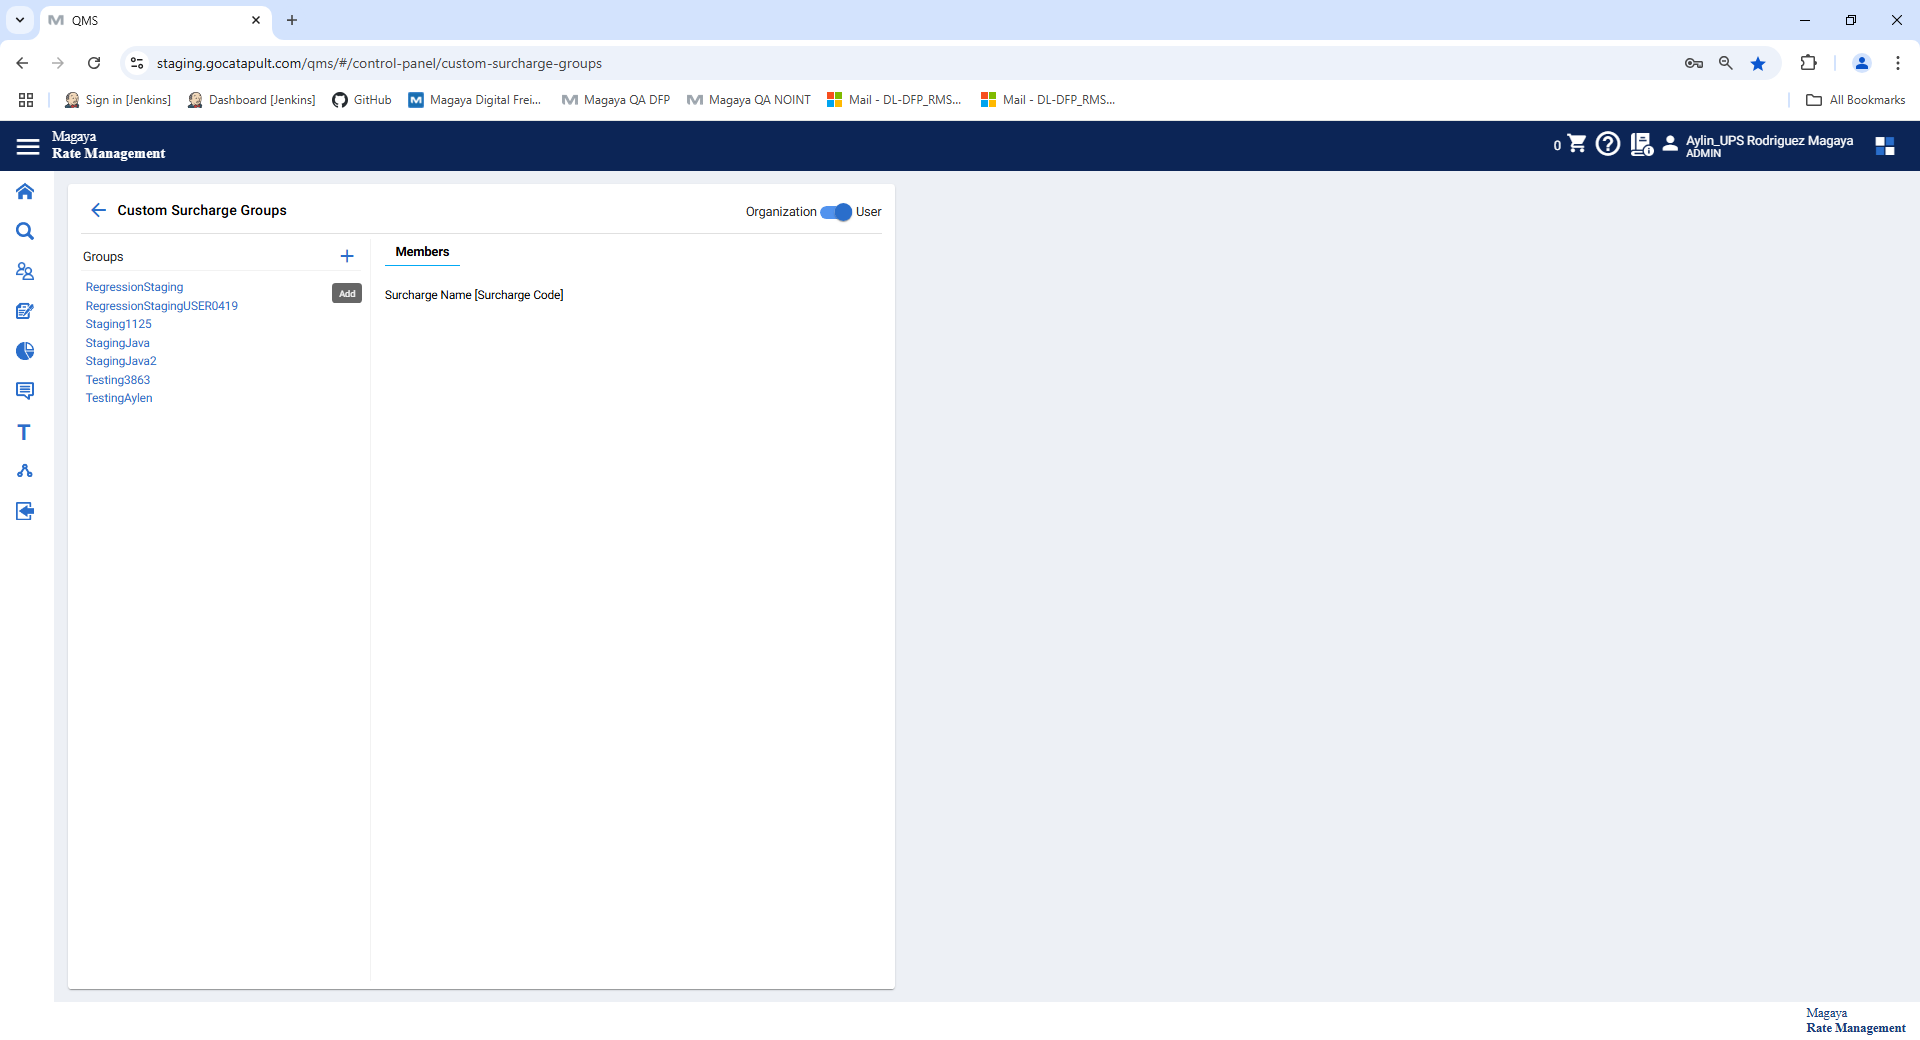 QMS
staging.gocatapult.com/qms/#/control-panel/custom-surcharge-groups
Sign in [Jenkins]
Dashboard [Jenkins]
GitHub
Magaya Digital Frei...
Magaya QA DFP
Magaya QA NOINT
Mail - DL-DFP_RMS...
Mail - DL-DFP_RMS...
All Bookmarks
Magaya
Rate Management
0
Aylin_UPS Rodriguez Magaya
ADMIN
Custom Surcharge Groups
Organization
User
Groups
Members
RegressionStaging
Add
Surcharge Name [Surcharge Code]
RegressionStagingUSER0419
Staging1125
StagingJava
StagingJava2
Testing3863
TestingAylen
T
Magaya
Rate Management